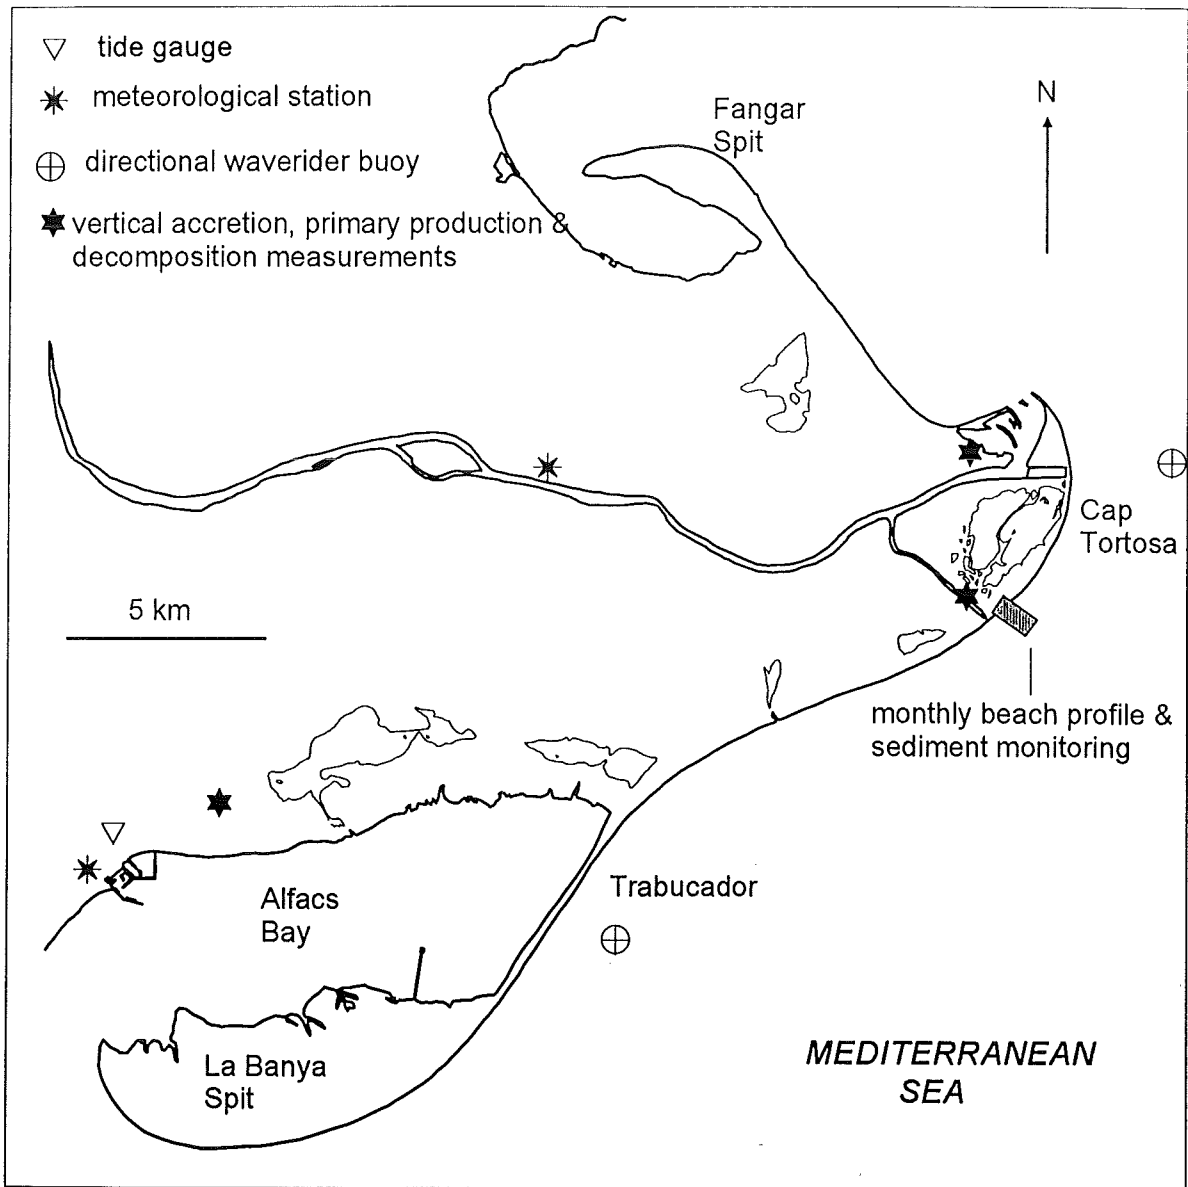 tide gauge
meteorological station
directional waverider buoy
vertical accretion, primary production &
decomposition measurements
Fangar
Spit
N
Cap
Tortosa
5 km
monthly beach profile &
sediment monitoring
Trabucador
Alfacs
Bay
La Banya
Spit
MEDITERRANEAN
SEA